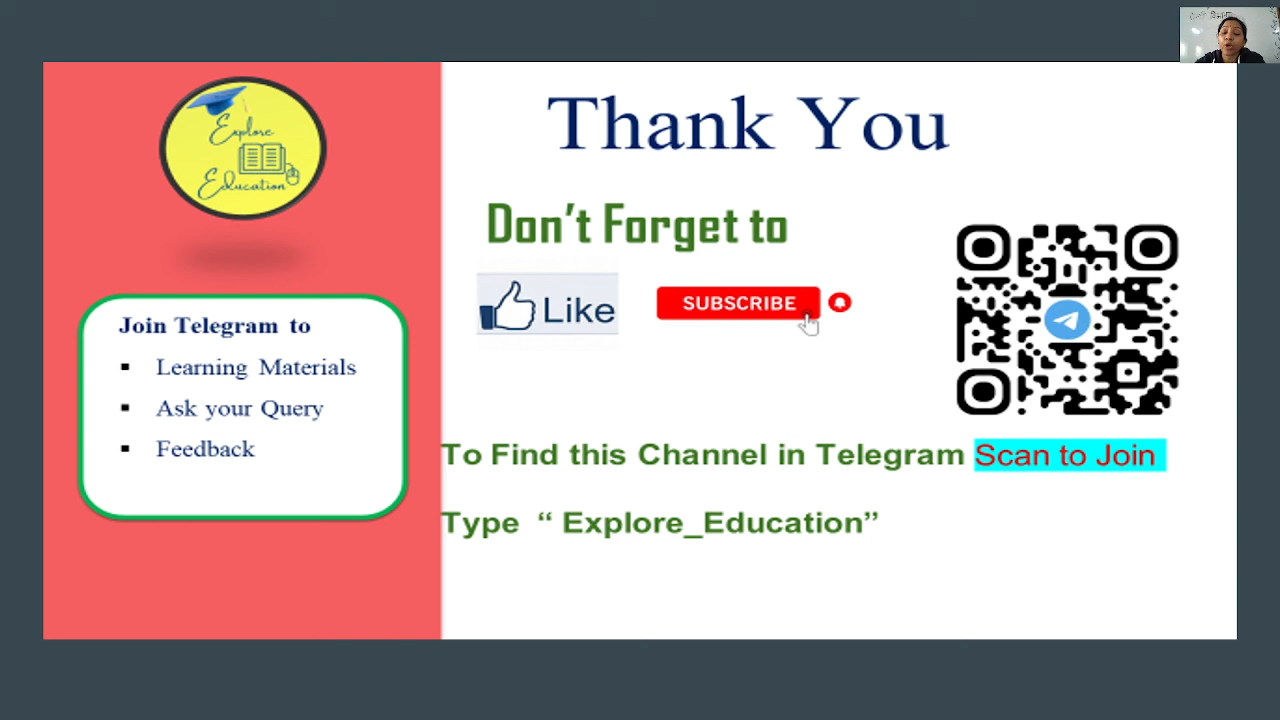 Explore
Education
Join Telegram to
▪ Learning Materials
▪ Ask your Query
▪ Feedback
Thank You
Don't Forget to
Like
SUBSCRIBE
To Find this Channel in Telegram Scan to Join
Type “ Explore_Education”